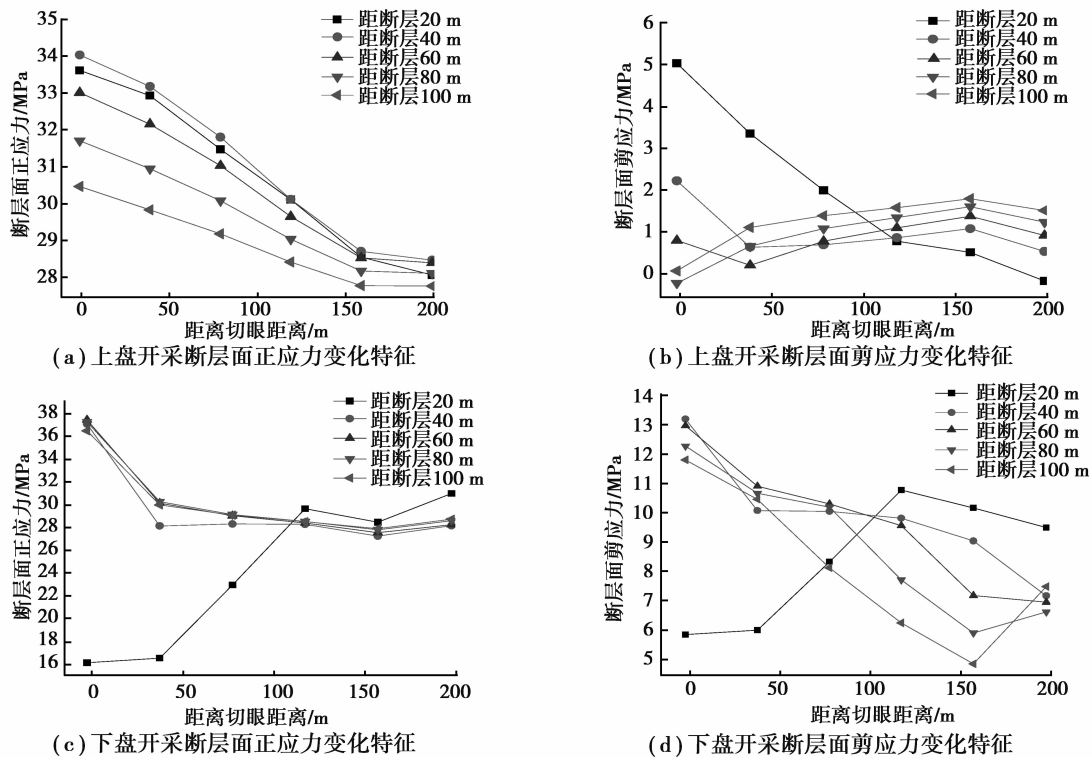 断层面正应力/MPa
35
34
33
32
31
30
29
28
0 50 100 150 200
距断层20 m
距断层40 m
距断层60 m
距断层80 m
距断层100 m
距离切眼距离/m
(a)上盘开采断层面正应力变化特征
断层面剪应力/MPa
6
5
4
3
2
1
0
0 50 100 150 200
距断层20 m
距断层40 m
距断层60 m
距断层80 m
距断层100 m
距离切眼距离/m
(b)上盘开采断层面剪应力变化特征
断层面正应力/MPa
38
36
34
32
30
28
26
24
22
20
18
16
0 50 100 150 200
距断层20 m
距断层40 m
距断层60 m
距断层80 m
距断层100 m
距离切眼距离/m
(c)下盘开采断层面正应力变化特征
断层面剪应力/MPa
14
13
12
11
10
9
8
7
6
5
0 50 100 150 200
距断层20 m
距断层40 m
距断层60 m
距断层80 m
距断层100 m
距离切眼距离/m
(d)下盘开采断层面剪应力变化特征